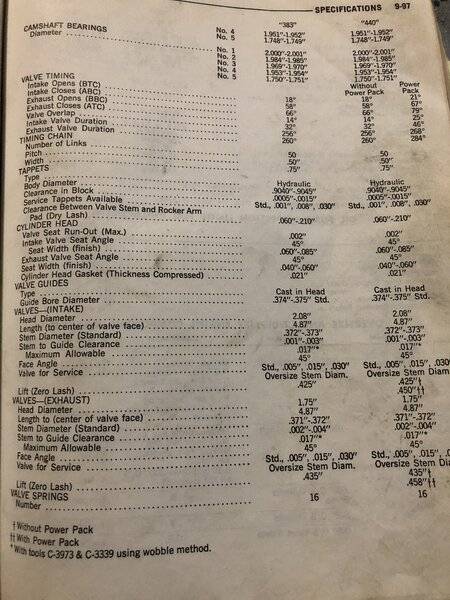 SPECIFICATIONS 9-97
"383" "440"
CAMSHAFT BEARINGS
Diameter No. 4 1.951"-1.952" 1.951"-1.952"
No. 5 1.748"-1.749" 1.748"-1.749"
No. 1 2.000"-2.001" 2.000"-2.001"
No. 2 1.984"-1.985" 1.984"-1.985"
No. 3 1.969"-1.970" 1.969"-1.970"
No. 4 1.953"-1.954" 1.953"-1.954"
No. 5 1.750"-1.751" 1.750"-1.751"
VALVE TIMING Without Power Pack Power Pack
Intake Opens (BTC) 18° 18° 21°
Intake Closes (ABC) 58° 58° 67°
Exhaust Opens (BBC) 66° 66° 79°
Exhaust Closes (ATC) 14° 14° 25°
Valve Overlap 32° 32° 46°
Intake Valve Duration 256° 256° 268°
Exhaust Valve Duration 260° 260° 284°
TIMING CHAIN
Number of Links 50 50
Pitch .50" .50"
Width .75" .75"
TAPPETS
Type Hydraulic Hydraulic
Body Diameter .9040"-.9045" .9040"-.9045"
Clearance in Block .0005"-.0015" .0005"-.0015"
Service Tappets Available Std., .001", .008", .030 Std., .001", .008", .030
Clearance Between Valve Stem and Rocker Arm
Pad (Dry Lash) .060"-.210" .060"-.210"
CYLINDER HEAD
Valve Seat Run-Out (Max.) .002" .002"
Intake Valve Seat Angle 45° 45°
Seat Width (finish) .060"-.085" .060"-.085"
Exhaust Valve Seat Angle 45° 45°
Seat Width (finish) .040"-.060" .040"-.060"
Cylinder Head Gasket (Thickness Compressed) .021" .021"
VALVE GUIDES
Type Cast in Head Cast in Head
Guide Bore Diameter .374"-.375" Std. .374"-.375" Std.
VALVES—(INTAKE)
Head Diameter 2.08" 2.08"
Length (to center of valve face) 4.87" 4.87"
Stem Diameter (Standard) .372"-.373" .372"-.373"
Stem to Guide Clearance .001"-.003" .001"-.003"
Maximum Allowable .017"* .017"*
Face Angle 45° 45°
Valve for Service Std., .005", .015", .030" Std., .005", .015",
Oversize Stem Diam. Oversize Stem Diam.
Lift (Zero Lash) .425" .425"†
.450"††
VALVES—(EXHAUST)
Head Diameter 1.75" 1.75"
Length to (center of valve face) 4.87" 4.87"
Stem Diameter (Standard) .371"-.372" .371"-.372"
Stem to Guide Clearance .002"-.004" .002"-.004"
Maximum Allowable .017"* .017"*
Face Angle 45° 45°
Valve for Service Std., .005", .015", .030" Std., .005", .015",
Oversize Stem Diam. Oversize Stem Diam.
Lift (Zero Lash) .435" .435"†
.458"††
VALVE SPRINGS
Number 16 16
†Without Power Pack
††With Power Pack
*With tools C-3973 & C-3339 using wobble method.